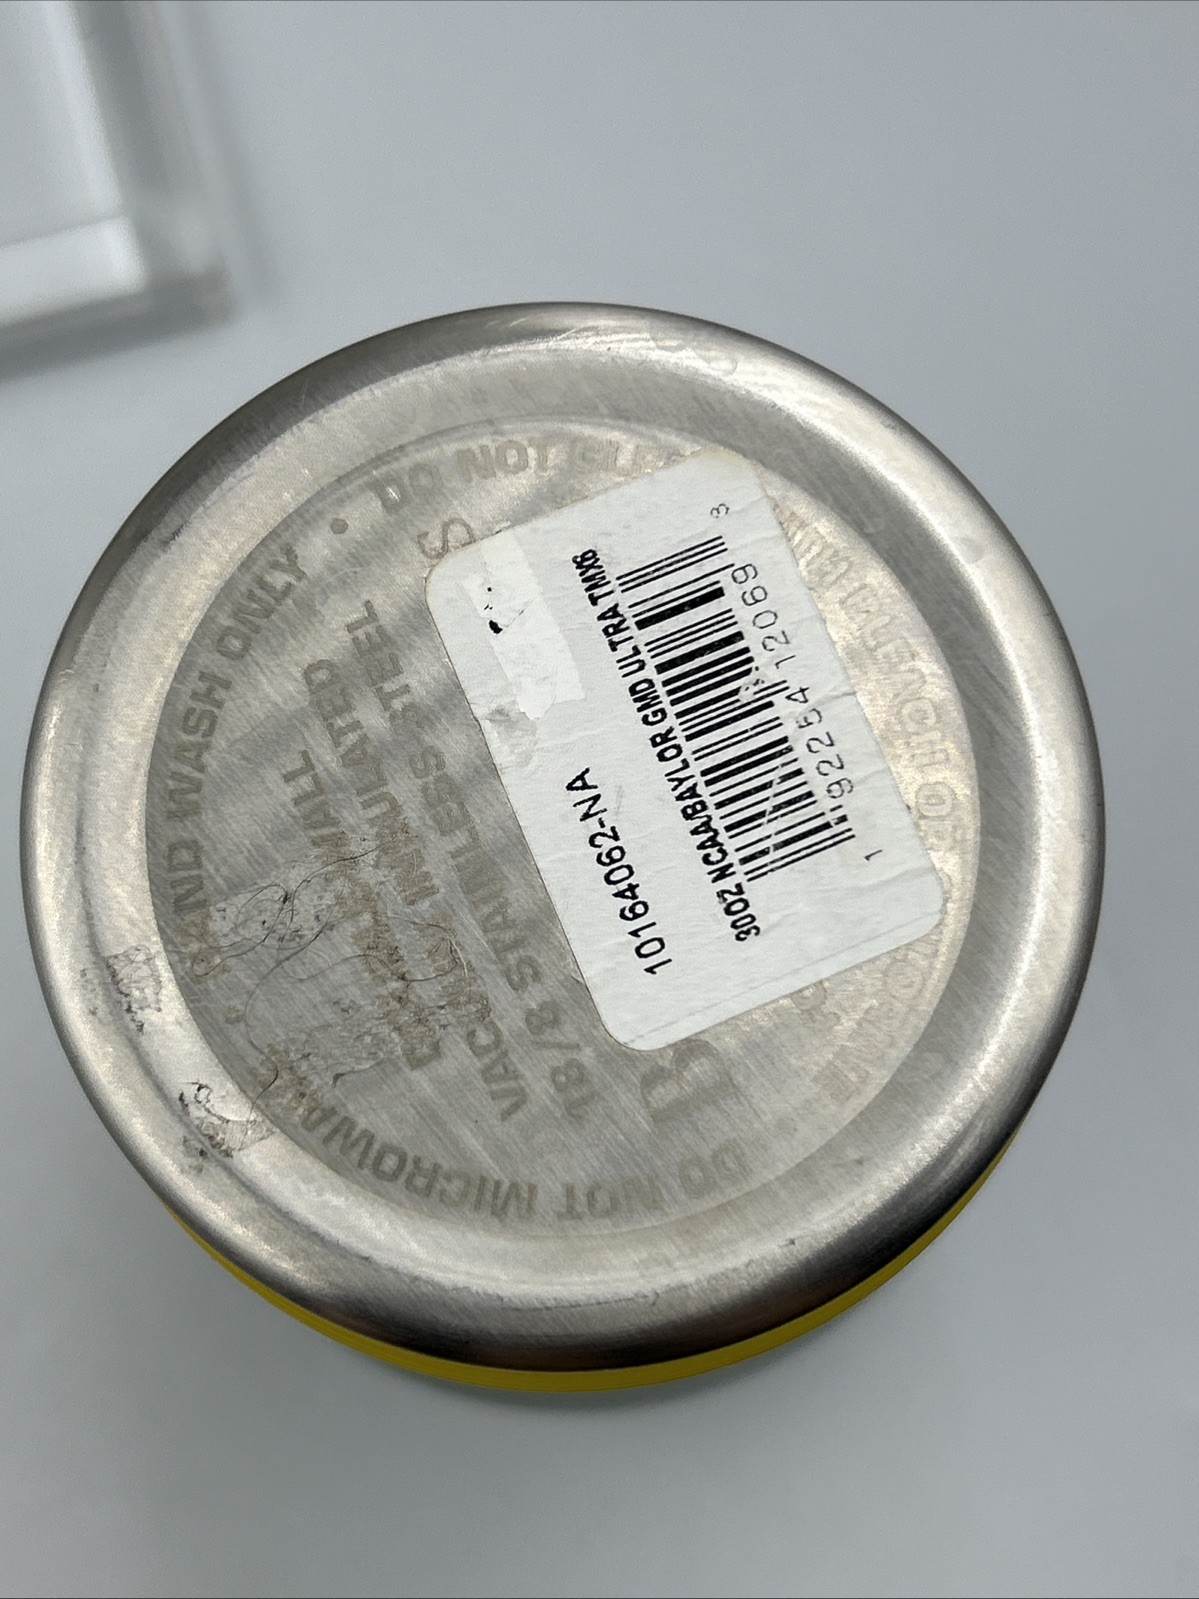 10164062-NA
30OZ NCAA/BAYLOR GMD ULTRA TMX6
1 92254 12069 3
HAND WASH ONLY • DO NOT
• DO NOT MICROWAVE •
WALL
VACUUM INSULATED
18/8 STAINLESS STEEL
B
S